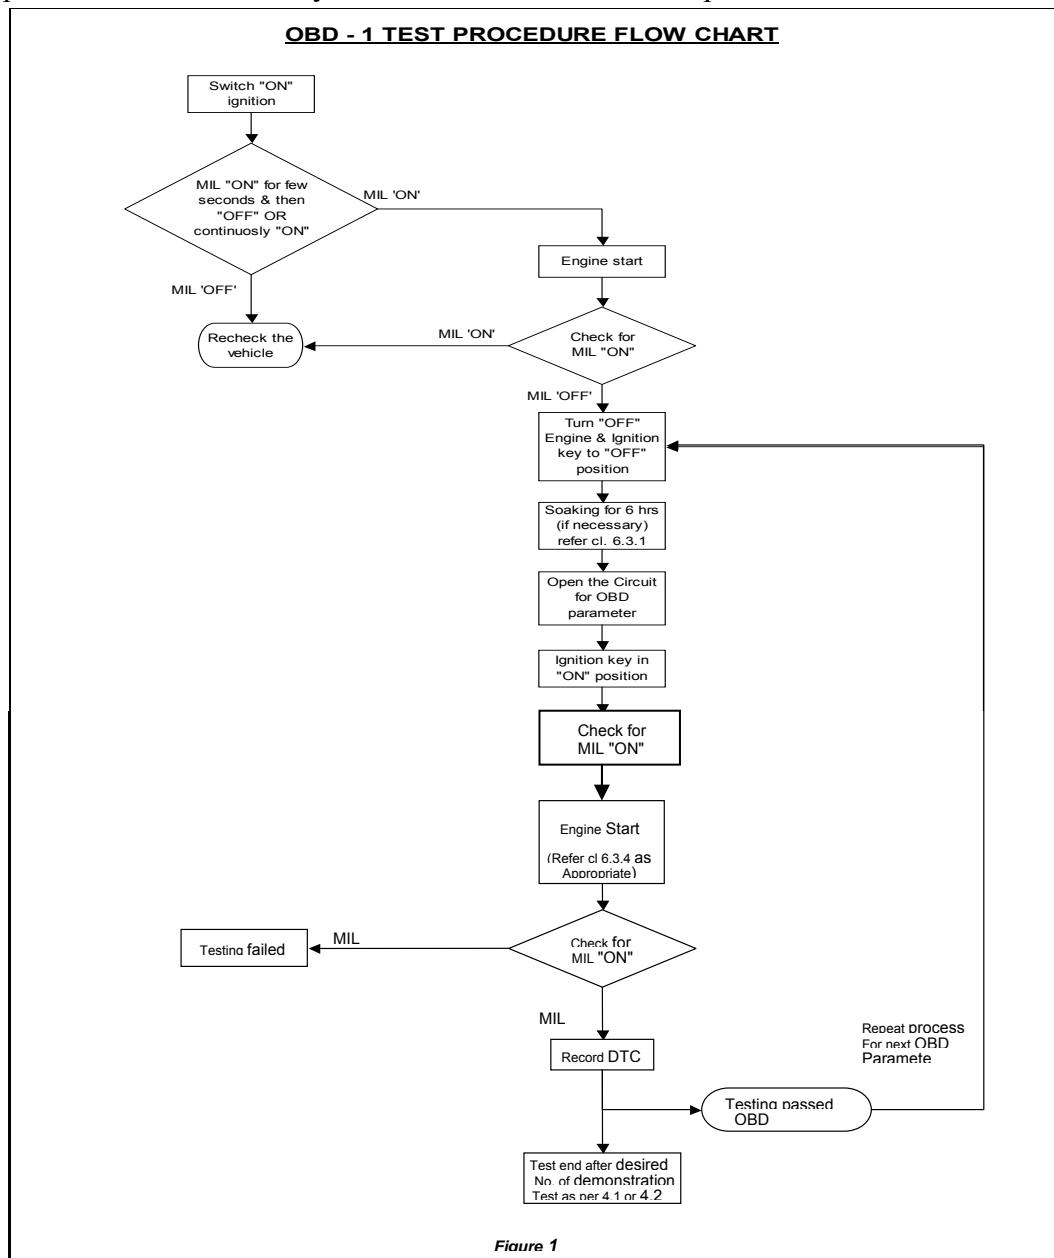 OBD - 1 TEST PROCEDURE FLOW CHART
Switch "ON"
ignition
MIL "ON" for few
seconds & then
"OFF" OR
continuosly "ON"
MIL 'ON'
MIL 'OFF'
Engine start
Recheck the
vehicle
MIL 'ON'
Check for
MIL "ON"
MIL 'OFF'
Turn "OFF"
Engine & Ignition
key to "OFF"
position
Soaking for 6 hrs
(if necessary)
refer cl. 6.3.1
Open the Circuit
for OBD
parameter
Ignition key in
"ON" position
Check for
MIL "ON"
Engine Start
(Refer cl 6.3.4 as
Appropriate)
Testing failed
MIL
Check for
MIL "ON"
MIL
Record DTC
Repeat process
For next OBD
Paramete
Testing passed
OBD
Test end after desired
No. of demonstration
Test as per 4.1 or 4.2
Figure 1